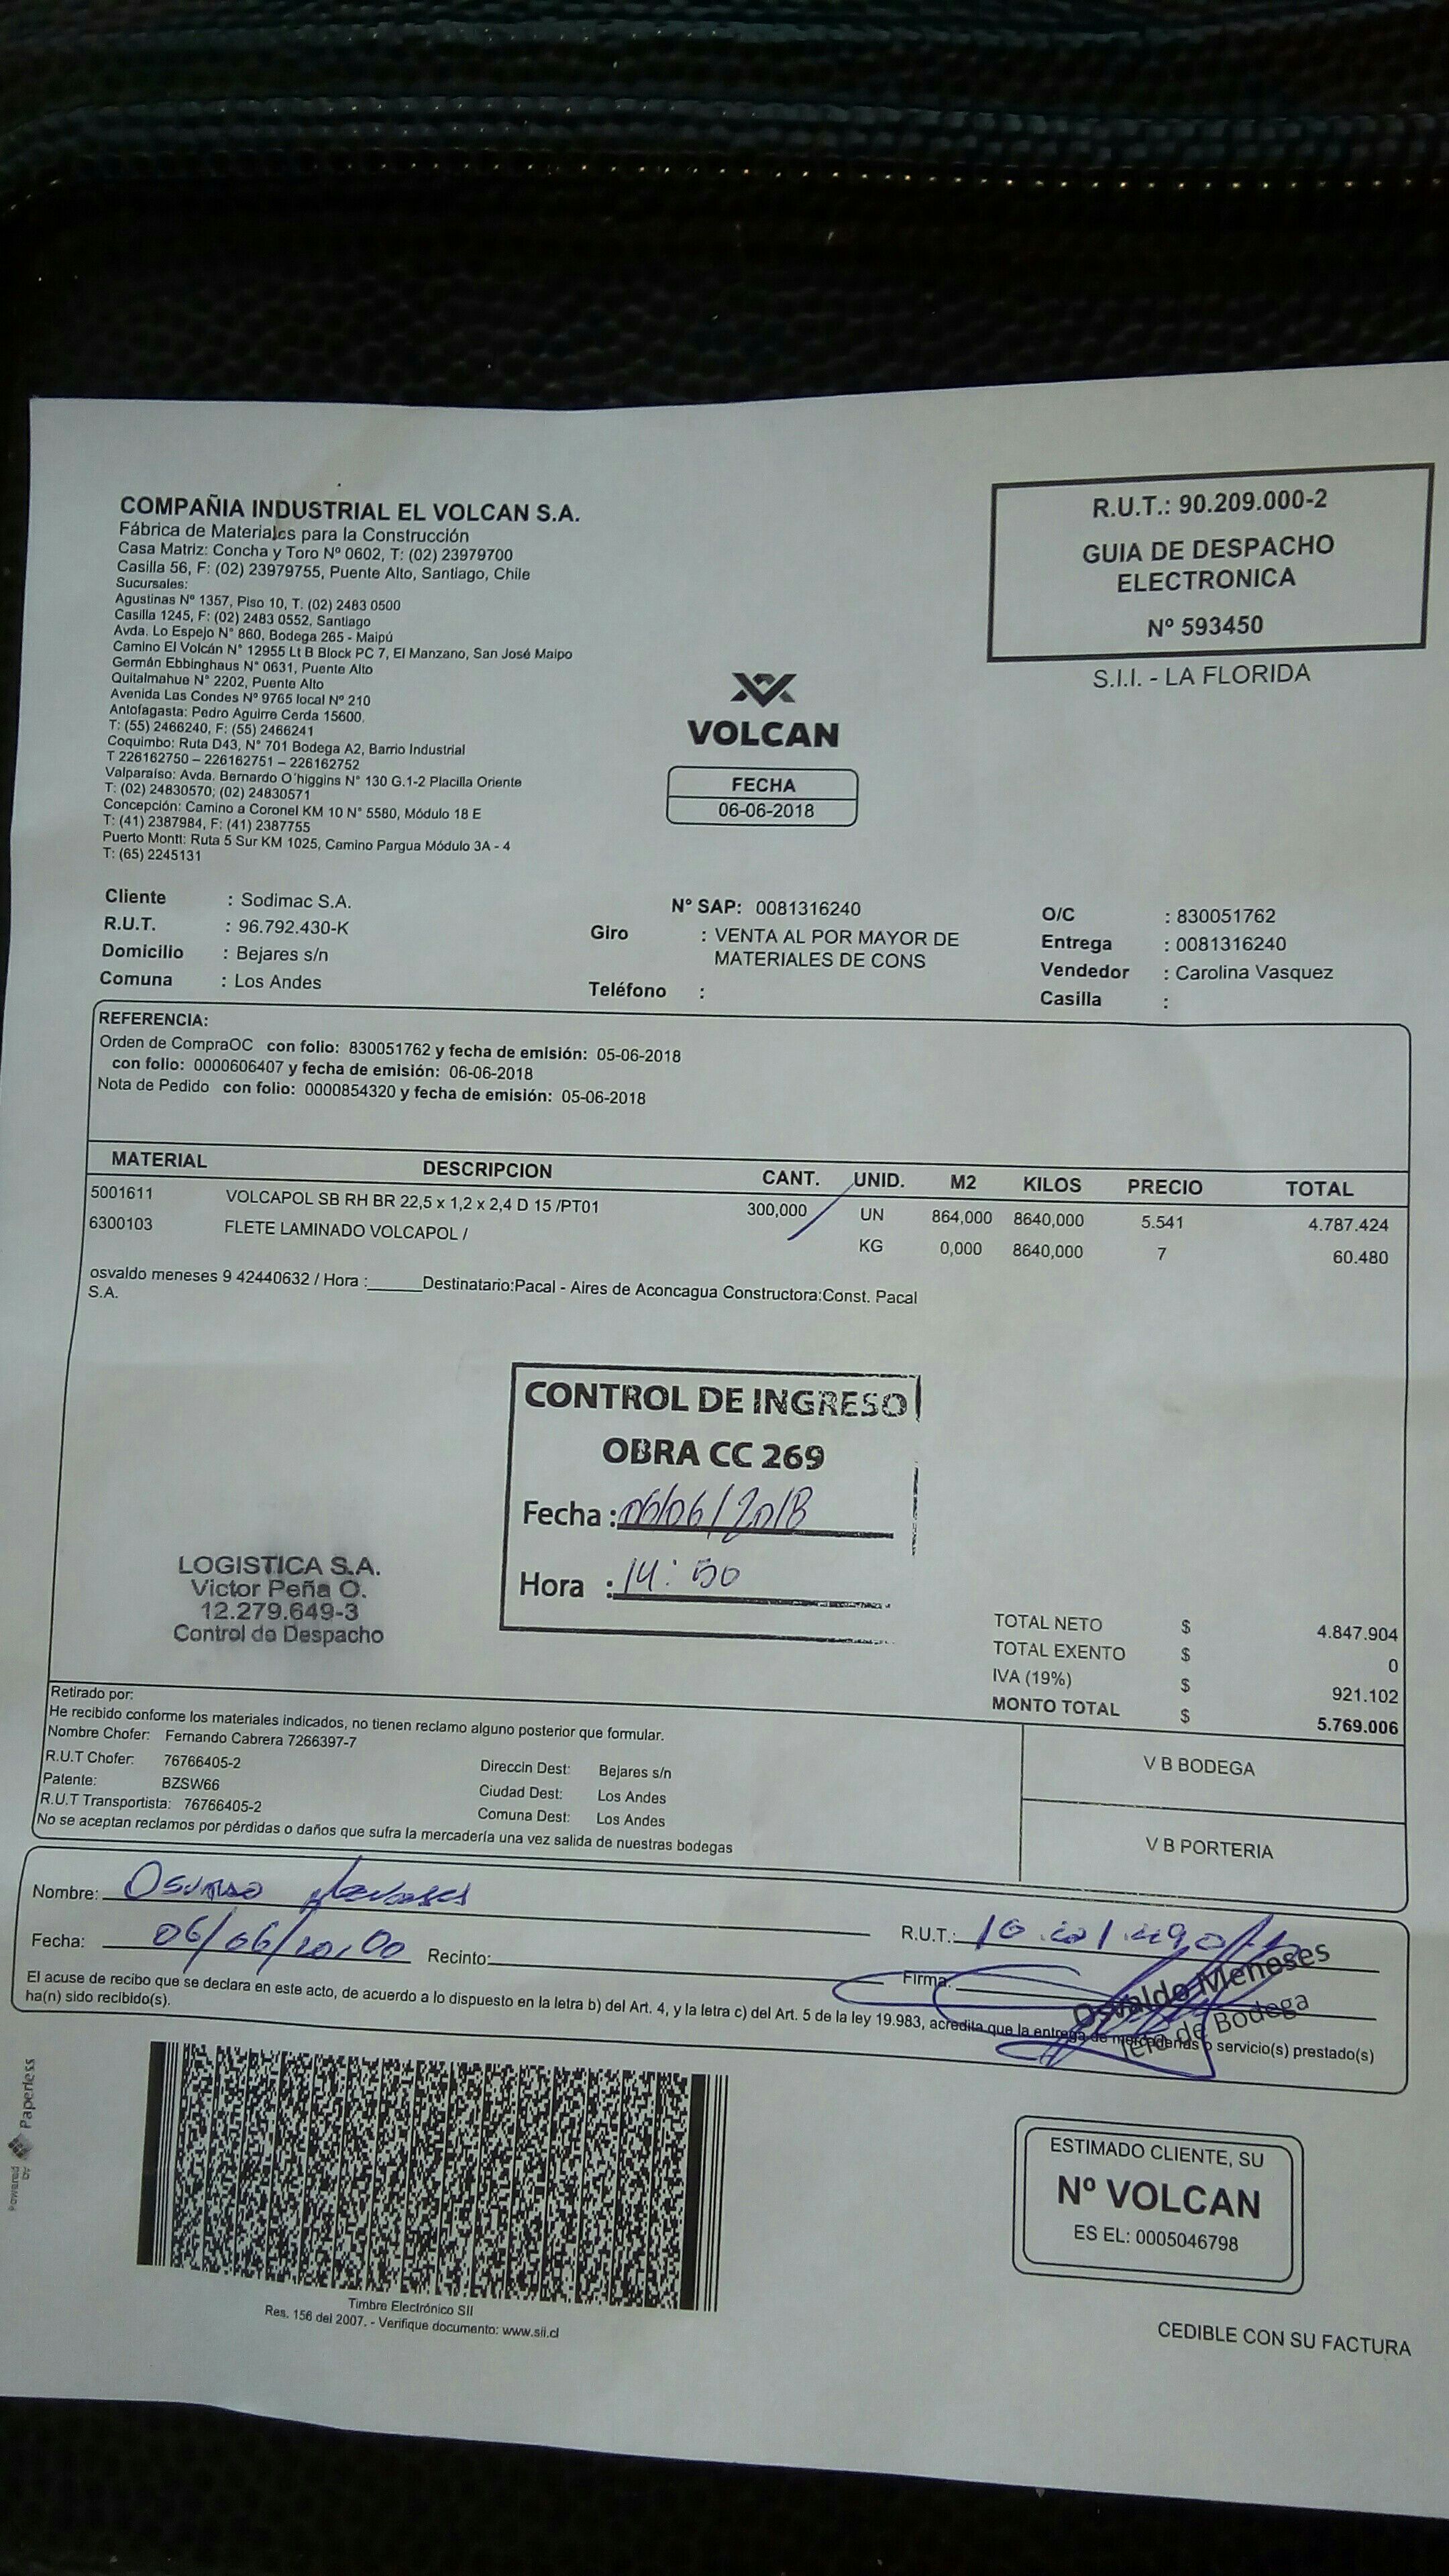 COMPAÑIA INDUSTRIAL EL VOLCAN S.A.
Fábrica de Materiales para la Construcción
Casa Matriz: Concha y Toro Nº 0602, T: (02) 23979700
Casilla 56, F: (02) 23979755, Puente Alto, Santiago, Chile
Sucursales:
Agustinas Nº 1357, Piso 10, T. (02) 2483 0500
Casilla 1245, F: (02) 2483 0552, Santiago
Avda. Lo Espejo N° 860, Bodega 265 - Maipú
Camino El Volcán N° 12955 Lt B Block PC 7, El Manzano, San José Maipo
Germán Ebbinghaus N° 0631, Puente Alto
Quitalmahue N° 2202, Puente Alto
Avenida Las Condes Nº 9765 local Nº 210
Antofagasta: Pedro Aguirre Cerda 15600.
T: (55) 2466240, F: (55) 2466241
Coquimbo: Ruta D43, N° 701 Bodega A2, Barrio Industrial
T 226162750 – 226162751 – 226162752
Valparaíso: Avda. Bernardo O´higgins N° 130 G.1-2 Placilla Oriente
T: (02) 24830570; (02) 24830571
Concepción: Camino a Coronel KM 10 N° 5580, Módulo 18 E
T: (41) 2387984, F: (41) 2387755
Puerto Montt: Ruta 5 Sur KM 1025, Camino Pargua Módulo 3A - 4
T: (65) 2245131
R.U.T.: 90.209.000-2
GUIA DE DESPACHO
ELECTRONICA
Nº 593450
S.I.I. - LA FLORIDA
VOLCAN
FECHA
06-06-2018
Cliente : Sodimac S.A.
R.U.T. : 96.792.430-K
Domicilio : Bejares s/n
Comuna : Los Andes
N° SAP: 0081316240
Giro : VENTA AL POR MAYOR DE
MATERIALES DE CONS
Teléfono :
O/C : 830051762
Entrega : 0081316240
Vendedor : Carolina Vasquez
Casilla :
REFERENCIA:
Orden de CompraOC con folio: 830051762 y fecha de emisión: 05-06-2018
con folio: 0000606407 y fecha de emisión: 06-06-2018
Nota de Pedido con folio: 0000854320 y fecha de emisión: 05-06-2018
MATERIAL DESCRIPCION CANT. UNID. M2 KILOS PRECIO TOTAL
5001611 VOLCAPOL SB RH BR 22,5 x 1,2 x 2,4 D 15 /PT01 300,000 UN 864,000 8640,000 5.541 4.787.424
6300103 FLETE LAMINADO VOLCAPOL / KG 0,000 8640,000 7 60.480
osvaldo meneses 9 42440632 / Hora :______Destinatario:Pacal - Aires de Aconcagua Constructora:Const. Pacal
S.A.
CONTROL DE INGRESO
OBRA CC 269
Fecha : 06/06/2018
Hora : 14:50
LOGISTICA S.A.
Victor Peña O.
12.279.649-3
Control de Despacho
TOTAL NETO $ 4.847.904
TOTAL EXENTO $ 0
IVA (19%) $ 921.102
MONTO TOTAL $ 5.769.006
Retirado por:
He recibido conforme los materiales indicados, no tienen reclamo alguno posterior que formular.
Nombre Chofer: Fernando Cabrera 7266397-7
R.U.T Chofer: 76766405-2
Patente: BZSW66
R.U.T Transportista: 76766405-2
Direccln Dest: Bejares s/n
Ciudad Dest: Los Andes
Comuna Dest: Los Andes
No se aceptan reclamos por pérdidas o daños que sufra la mercadería una vez salida de nuestras bodegas
V B BODEGA
V B PORTERIA
Nombre: Osvaldo Meneses
Fecha: 06/06/ Recinto:
R.U.T.:
Firma:
Osvaldo Meneses
Jefe de Bodega
El acuse de recibo que se declara en este acto, de acuerdo a lo dispuesto en la letra b) del Art. 4, y la letra c) del Art. 5 de la ley 19.983, acredita que la entrega de mercaderías o servicio(s) prestado(s)
ha(n) sido recibido(s).
Powered by Paperless
Timbre Electrónico SII
Res. 156 del 2007. - Verifique documento: www.sii.cl
ESTIMADO CLIENTE, SU
Nº VOLCAN
ES EL: 0005046798
CEDIBLE CON SU FACTURA